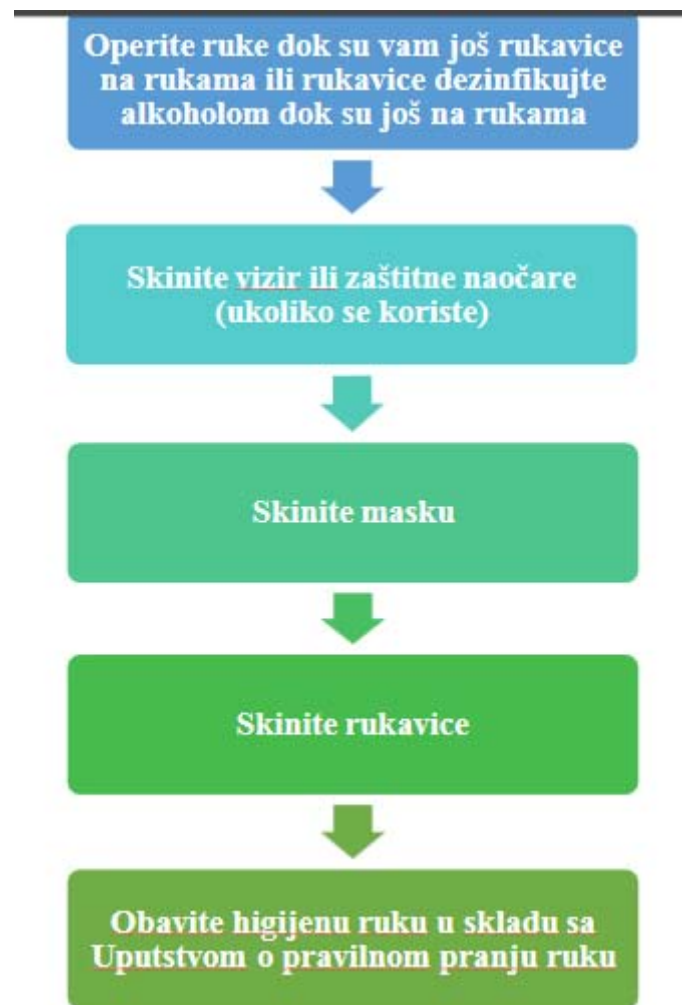 Operite ruke dok su vam još rukavice
na rukama ili rukavice dezinfikujte
alkoholom dok su još na rukama
Skinite vizir ili zaštitne naočare
(ukoliko se koriste)
Skinite masku
Skinite rukavice
Obavite higijenu ruku u skladu sa
Uputstvom o pravilnom pranju ruku